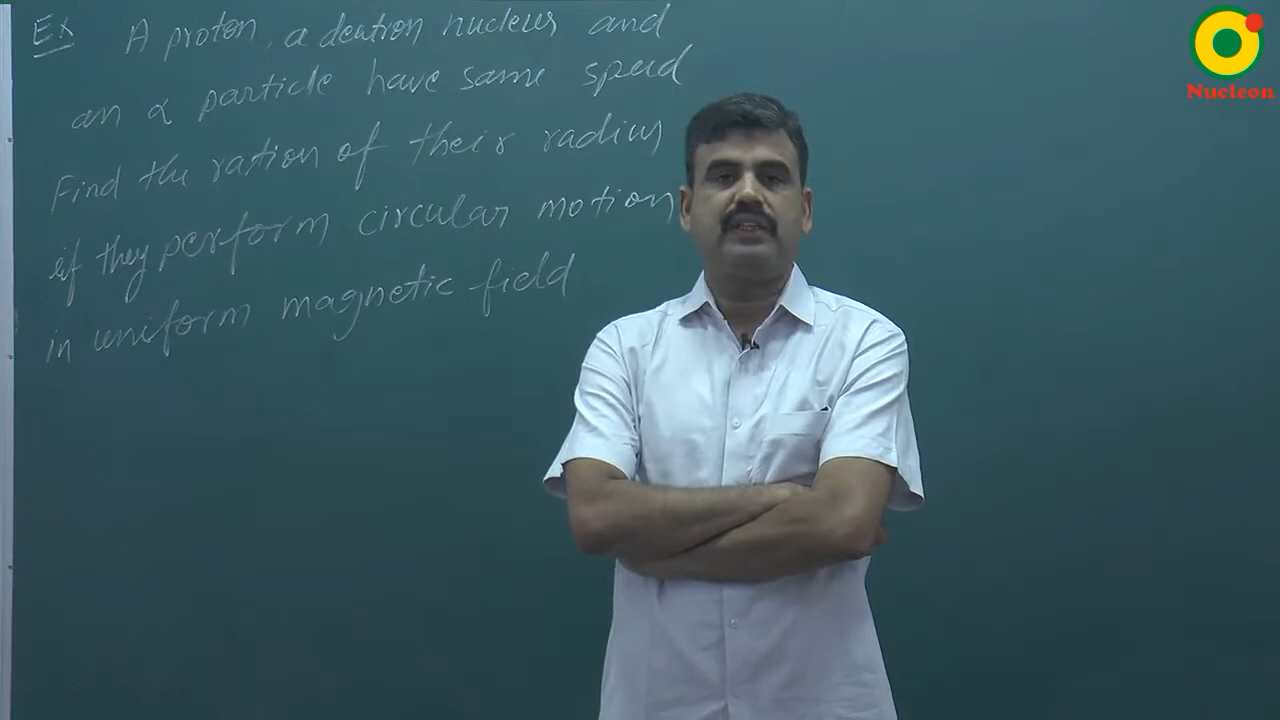 Ex A proton, a deutron nucleus and
an α particle have same speed
Find the ration of their radius
if they perform circular motion
in uniform magnetic field
Nucleon